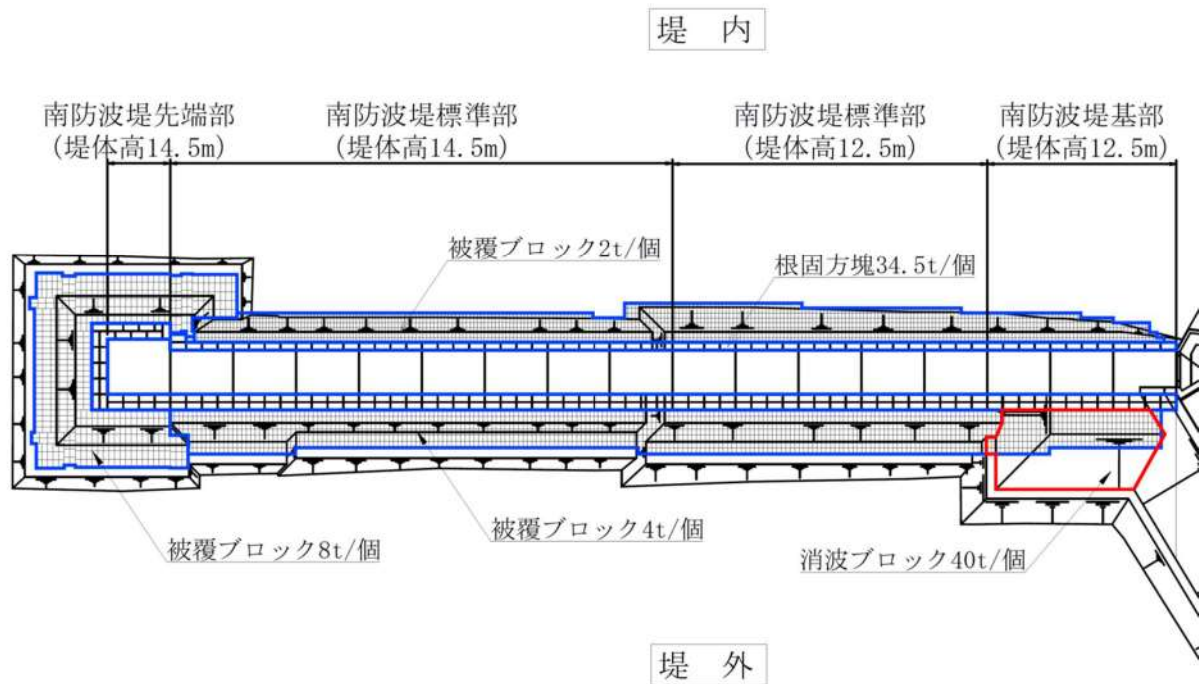 堤 内
南防波堤先端部
(堤体高14.5m)
南防波堤標準部
(堤体高14.5m)
南防波堤標準部
(堤体高12.5m)
南防波堤基部
(堤体高12.5m)
被覆ブロック2t/個
根固方塊34.5t/個
被覆ブロック8t/個
被覆ブロック4t/個
消波ブロック40t/個
堤 外